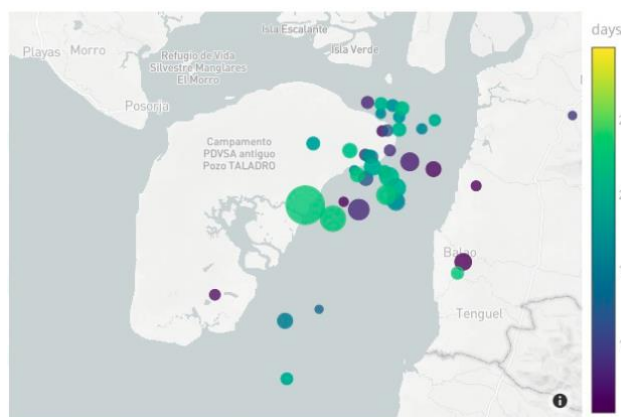 days
Isla Escalante
Isla Verde
Playas
Morro
Refugio de Vida
Silvestre Manglares
El Morro
Posorja
Campamento
PDVSA antiguo
Pozo TALADRO
Balao
Tenguel